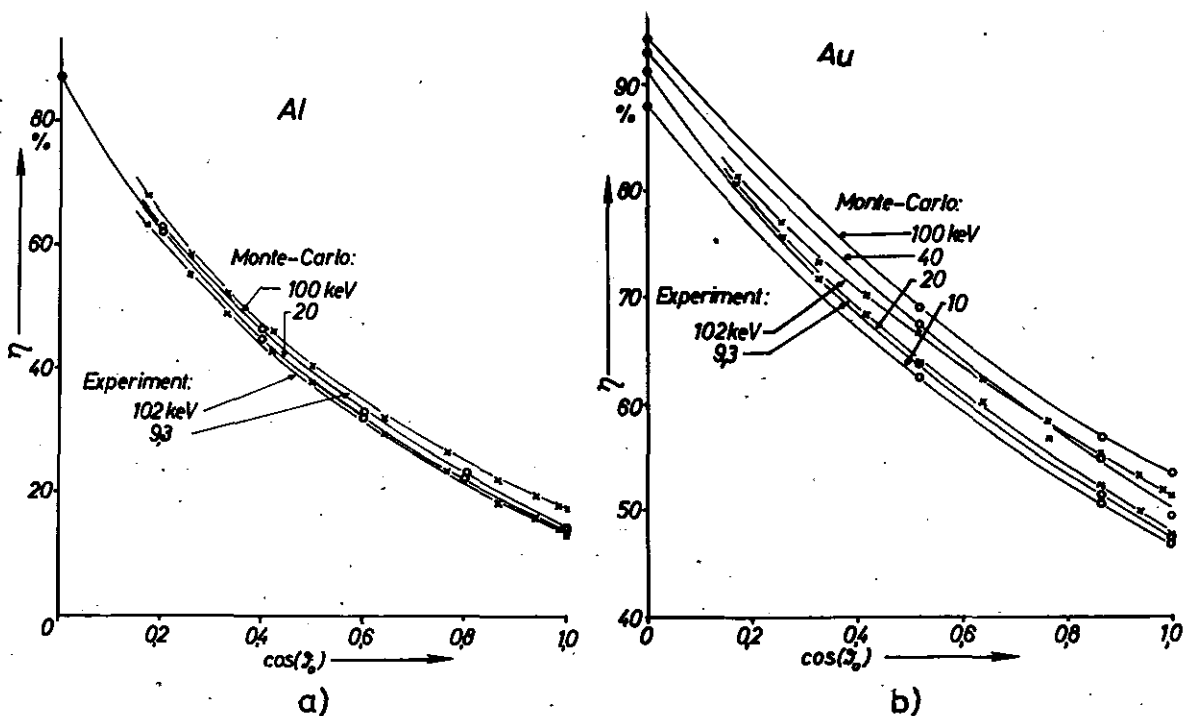 Al
80
%
60
η
40
20
0
0,2
0,4
0,6
0,8
1,0
Monte-Carlo:
100 keV
20
Experiment:
102 keV
9,3
cos(ϑ₀)
a)
Au
90
%
80
η
70
60
50
40
0
0,2
0,4
0,6
0,8
1,0
Monte-Carlo:
100 keV
40
20
10
Experiment:
102 keV
9,3
cos(ϑ₀)
b)